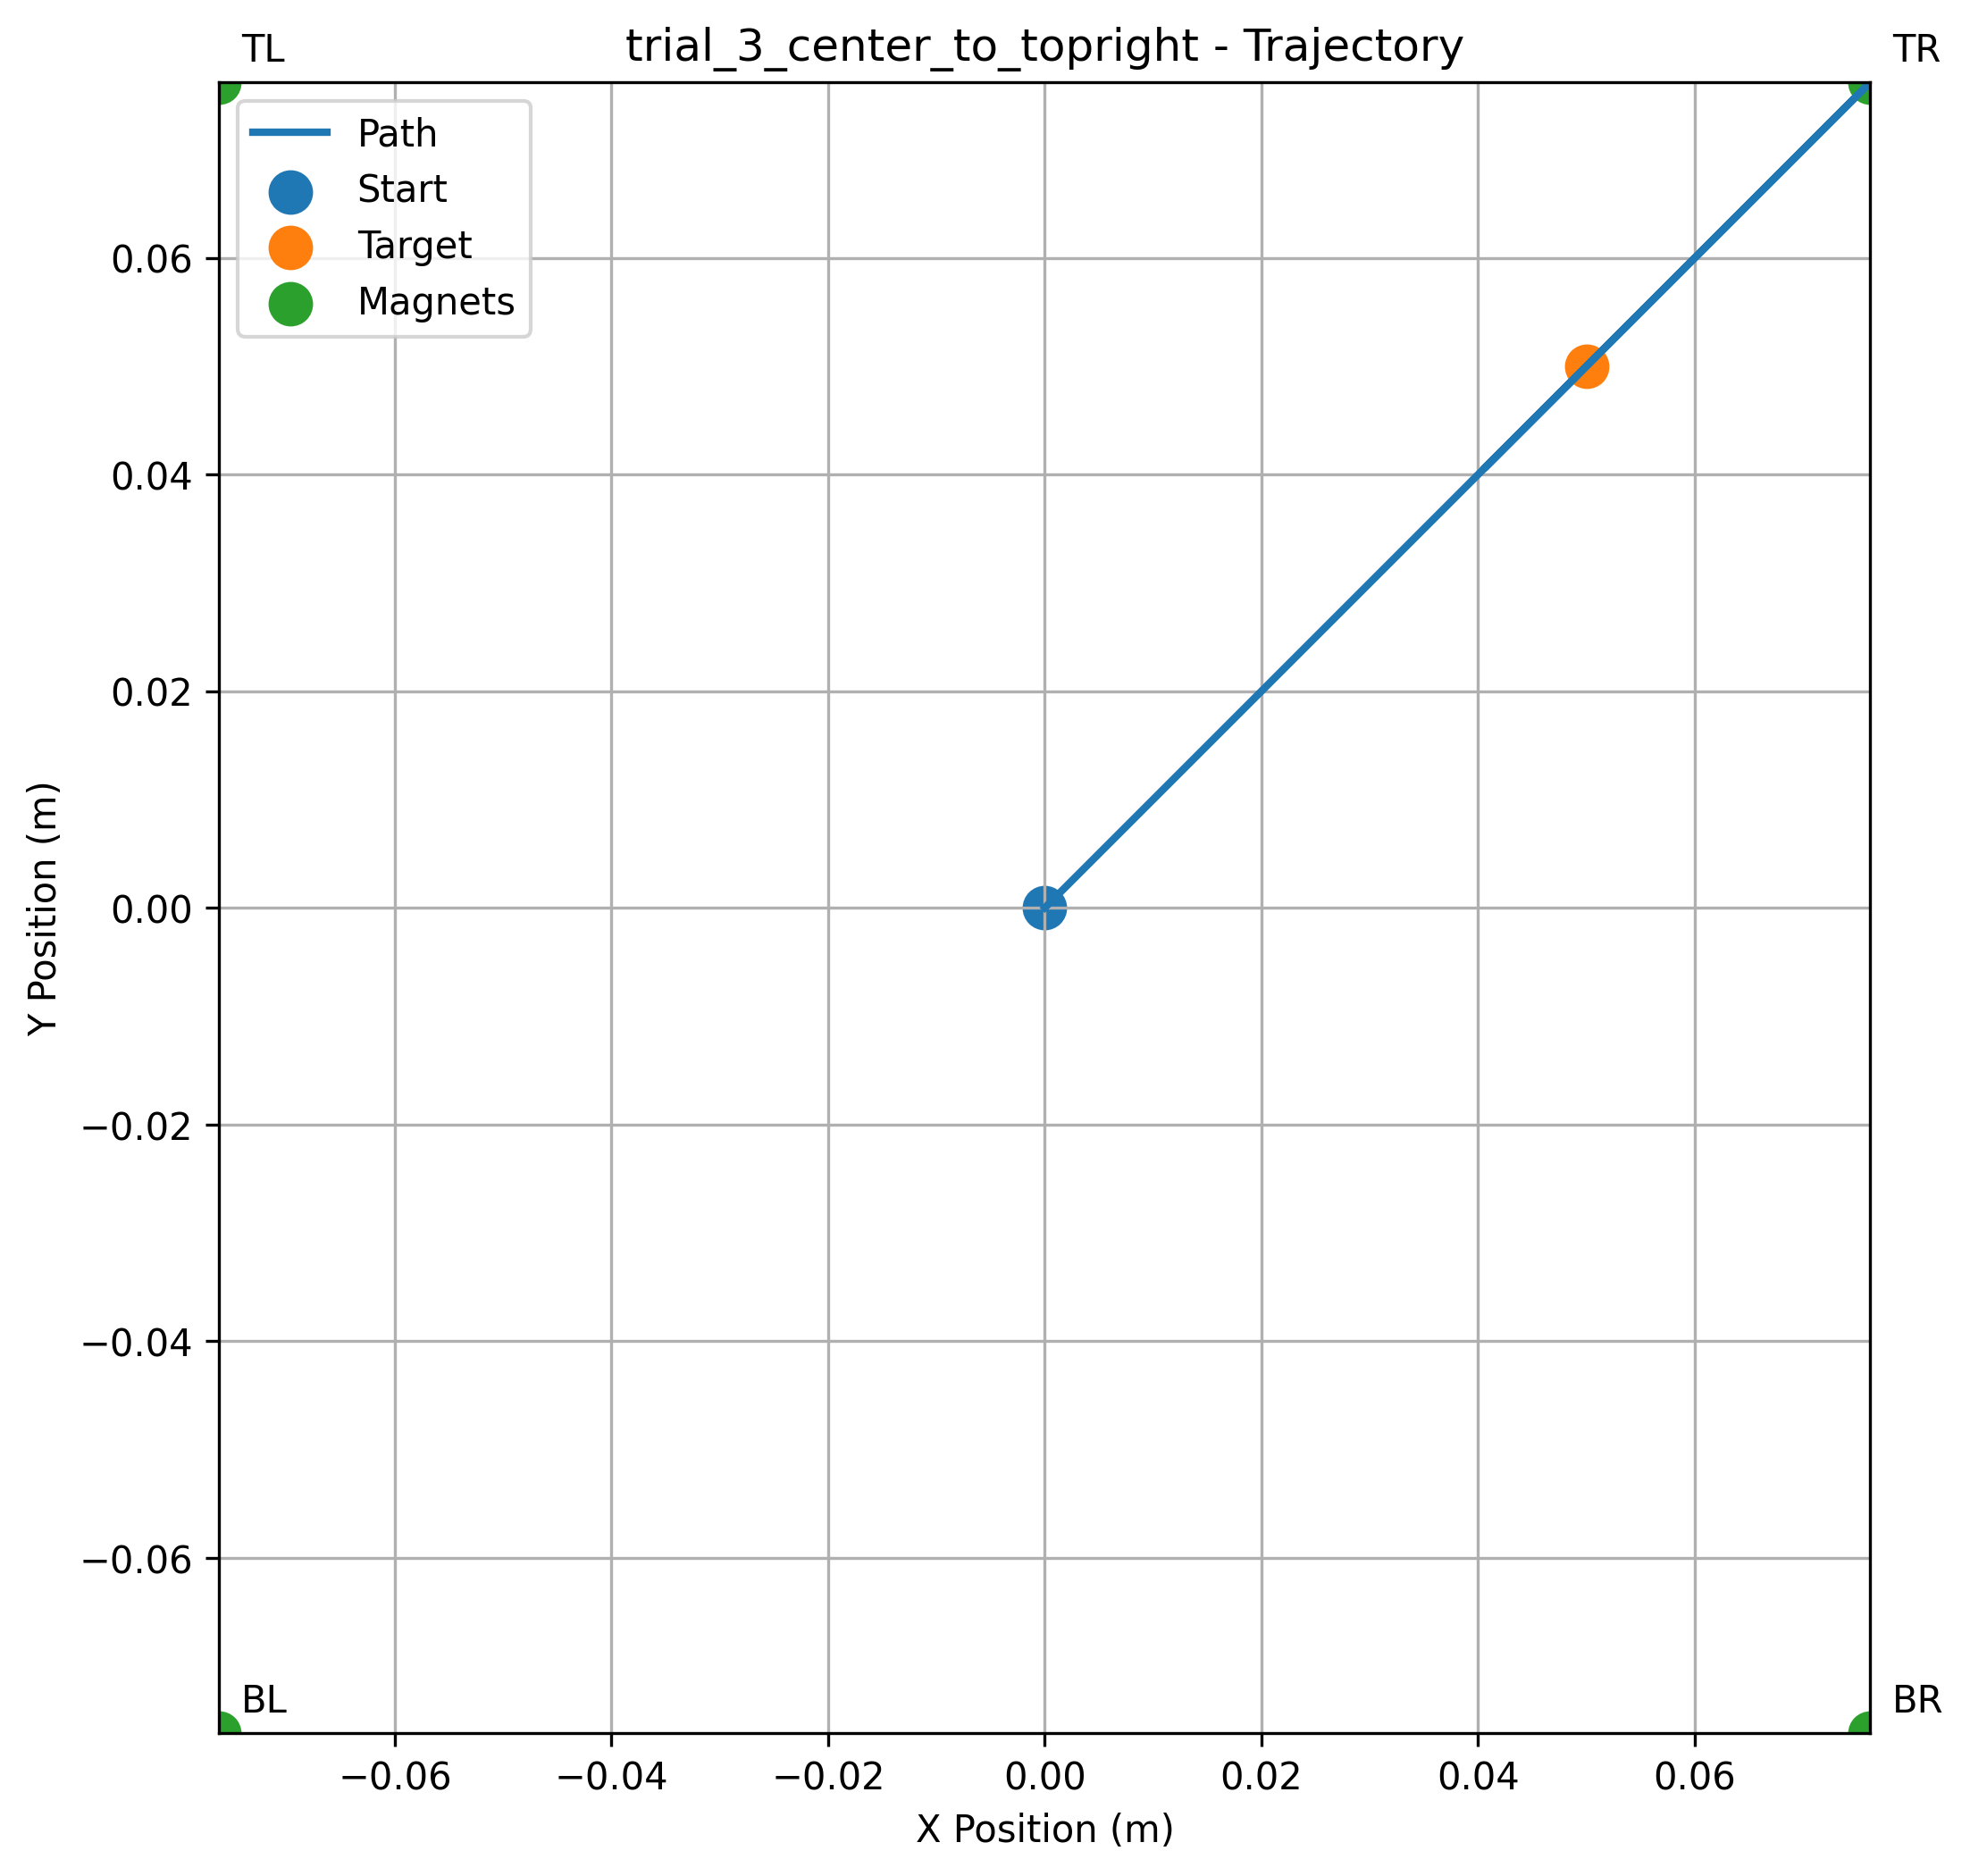 TL
trial_3_center_to_topright - Trajectory
TR
Path
Start
Target
Magnets
0.06
0.04
0.02
0.00
−0.02
−0.04
−0.06
Y Position (m)
BL
BR
−0.06
−0.04
−0.02
0.00
0.02
0.04
0.06
X Position (m)